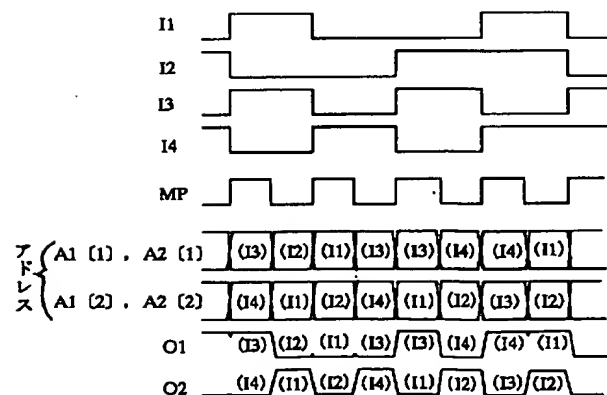 I1
I2
I3
I4
MP
アドレス
A1 [1] , A2 [1] (I3) (I2) (I1) (I3) (I3) (I4) (I4) (I1)
A1 [2] , A2 [2] (I4) (I1) (I2) (I4) (I1) (I2) (I3) (I2)
O1 (I3) (I2) (I1) (I3) (I3) (I4) (I4) (I1)
O2 (I4) (I1) (I2) (I4) (I1) (I2) (I3) (I2)